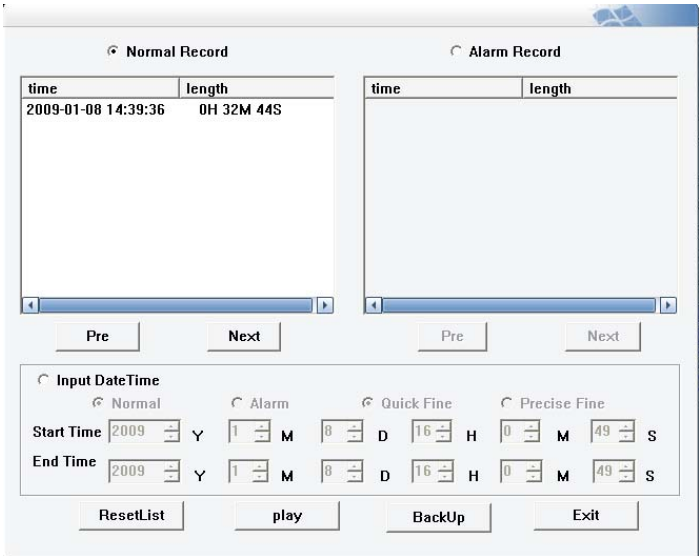 Normal Record Alarm Record
time length time length
2009-01-08 14:39:36 0H 32M 44S
Pre Next Pre Next
Input DateTime
Normal Alarm Quick Fine Precise Fine
Start Time 2009 Y 1 M 8 D 16 H 0 M 49 S
End Time 2009 Y 1 M 8 D 16 H 0 M 49 S
ResetList play BackUp Exit